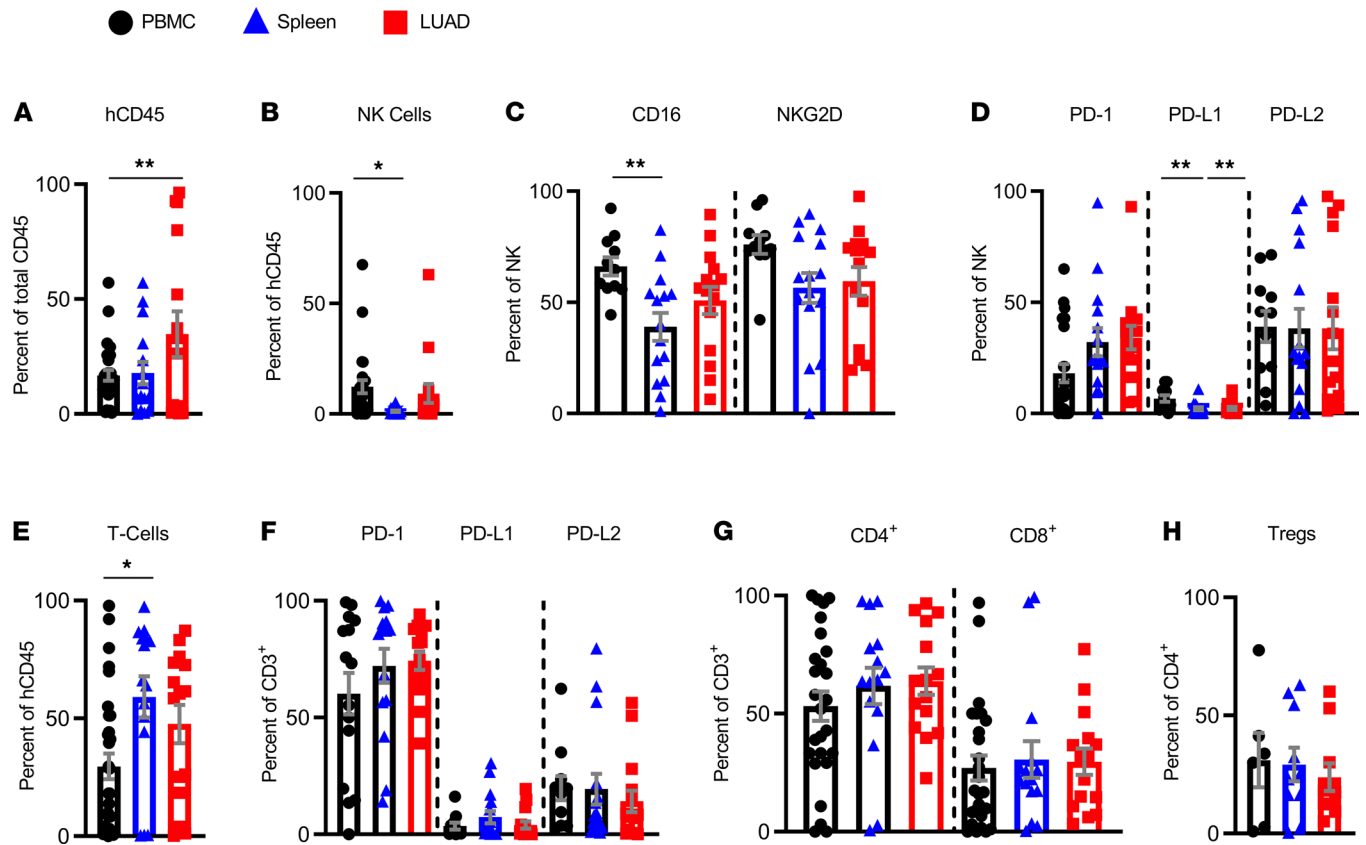 PBMC Spleen LUAD
A hCD45
**
Percent of total CD45
100
50
0
B NK Cells
*
Percent of hCD45
100
50
0
C CD16 NKG2D
**
Percent of NK
100
50
0
D PD-1 PD-L1 PD-L2
** **
Percent of NK
100
50
0
E T-Cells
*
Percent of hCD45
100
50
0
F PD-1 PD-L1 PD-L2
Percent of CD3⁺
100
50
0
G CD4⁺ CD8⁺
Percent of CD3⁺
100
50
0
H Tregs
Percent of CD4⁺
100
50
0